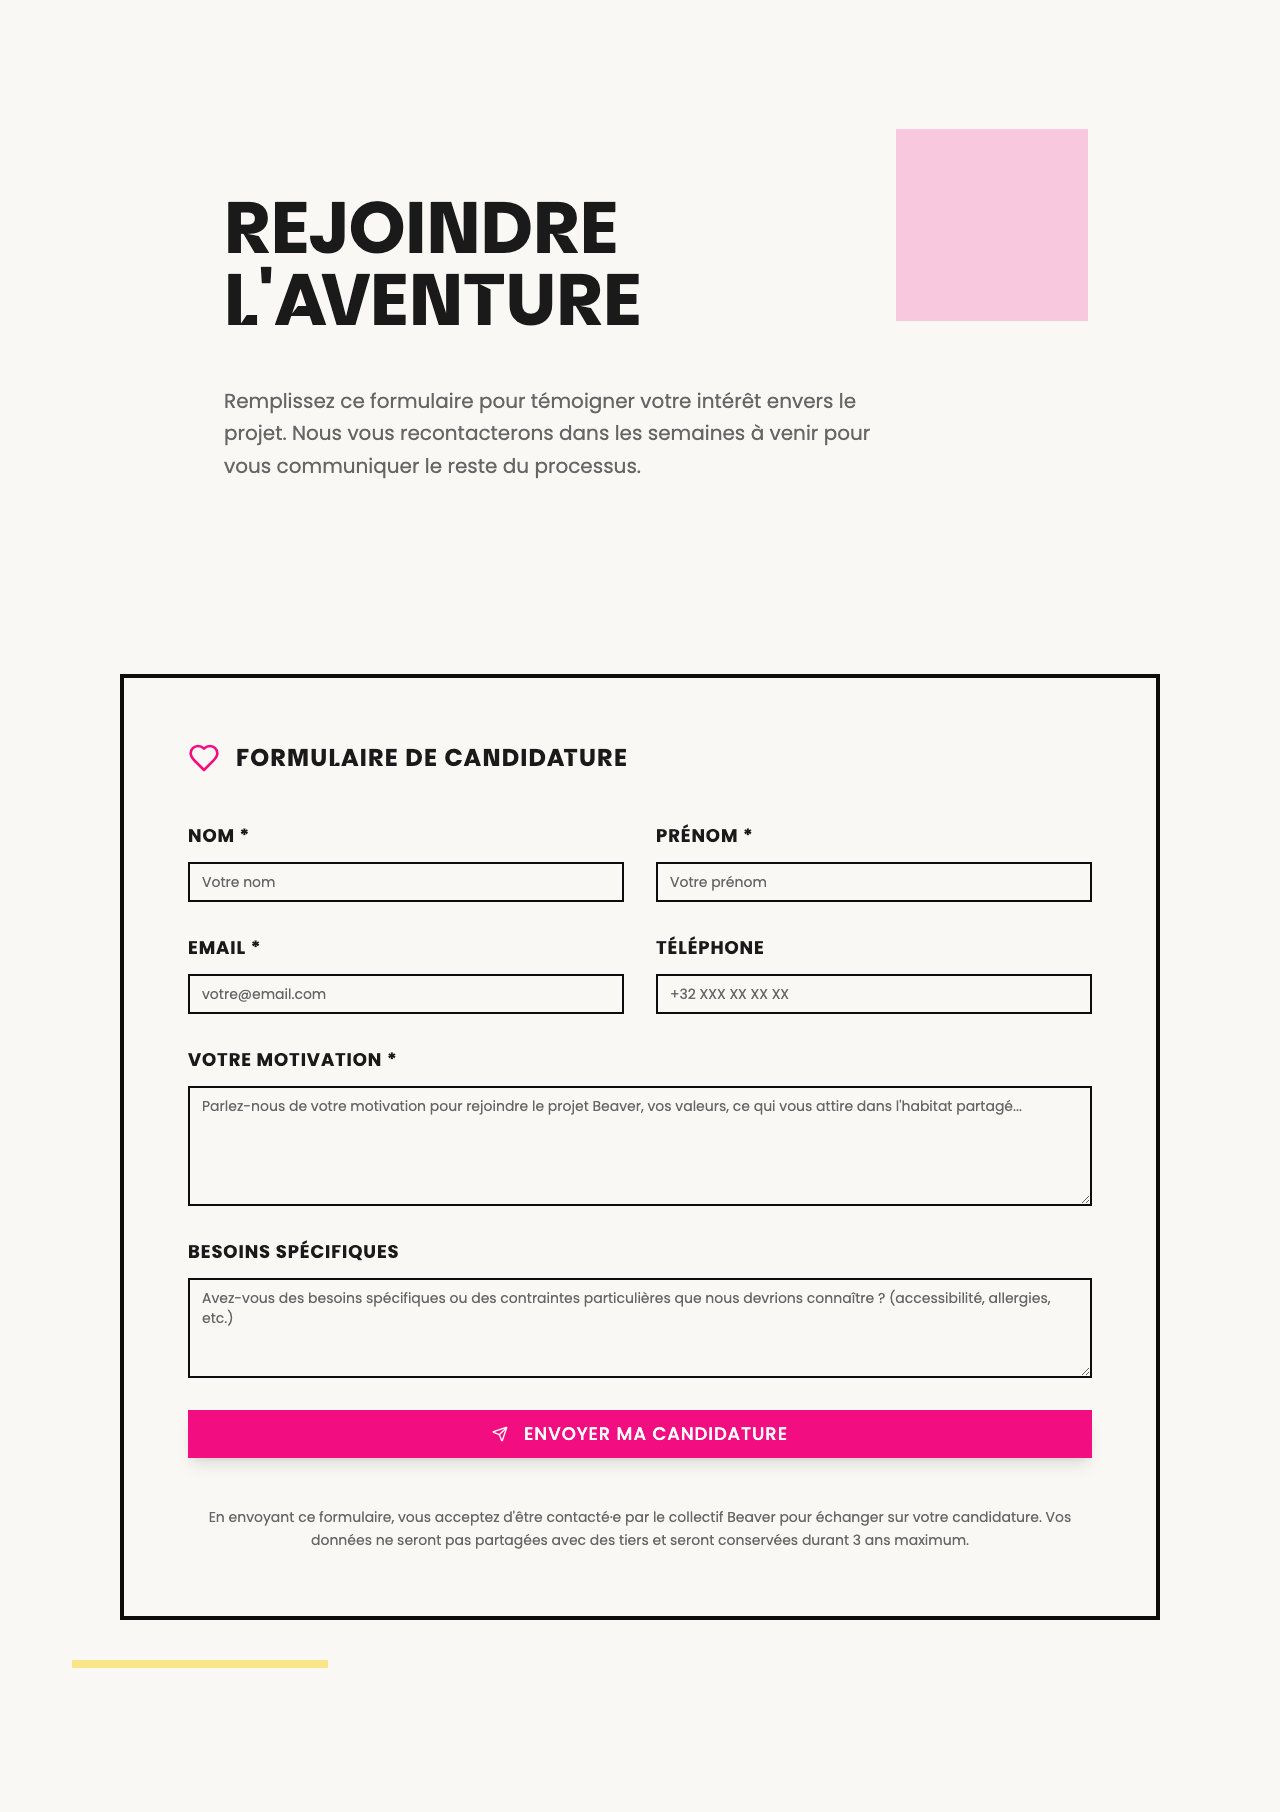 REJOINDRE
L'AVENTURE
Remplissez ce formulaire pour témoigner votre intérêt envers le
projet. Nous vous recontacterons dans les semaines à venir pour
vous communiquer le reste du processus.
FORMULAIRE DE CANDIDATURE
NOM *
PRÉNOM *
Votre nom
Votre prénom
EMAIL *
TÉLÉPHONE
votre@email.com
+32 XXX XX XX XX
VOTRE MOTIVATION *
Parlez-nous de votre motivation pour rejoindre le projet Beaver, vos valeurs, ce qui vous attire dans l'habitat partagé...
BESOINS SPÉCIFIQUES
Avez-vous des besoins spécifiques ou des contraintes particulières que nous devrions connaître ? (accessibilité, allergies,
etc.)
ENVOYER MA CANDIDATURE
En envoyant ce formulaire, vous acceptez d'être contacté·e par le collectif Beaver pour échanger sur votre candidature. Vos
données ne seront pas partagées avec des tiers et seront conservées durant 3 ans maximum.